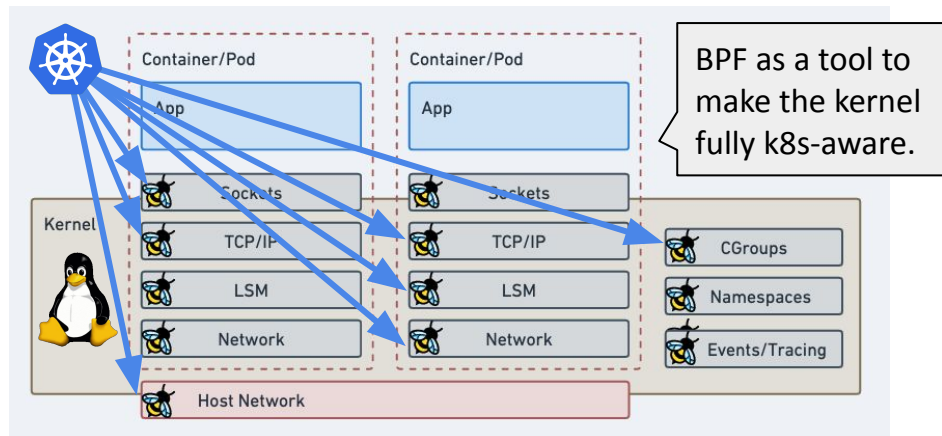 Container/Pod
App
Sockets
TCP/IP
LSM
Network
Container/Pod
App
Sockets
TCP/IP
LSM
Network
BPF as a tool to
make the kernel
fully k8s-aware.
Kernel
CGroups
Namespaces
Events/Tracing
Host Network